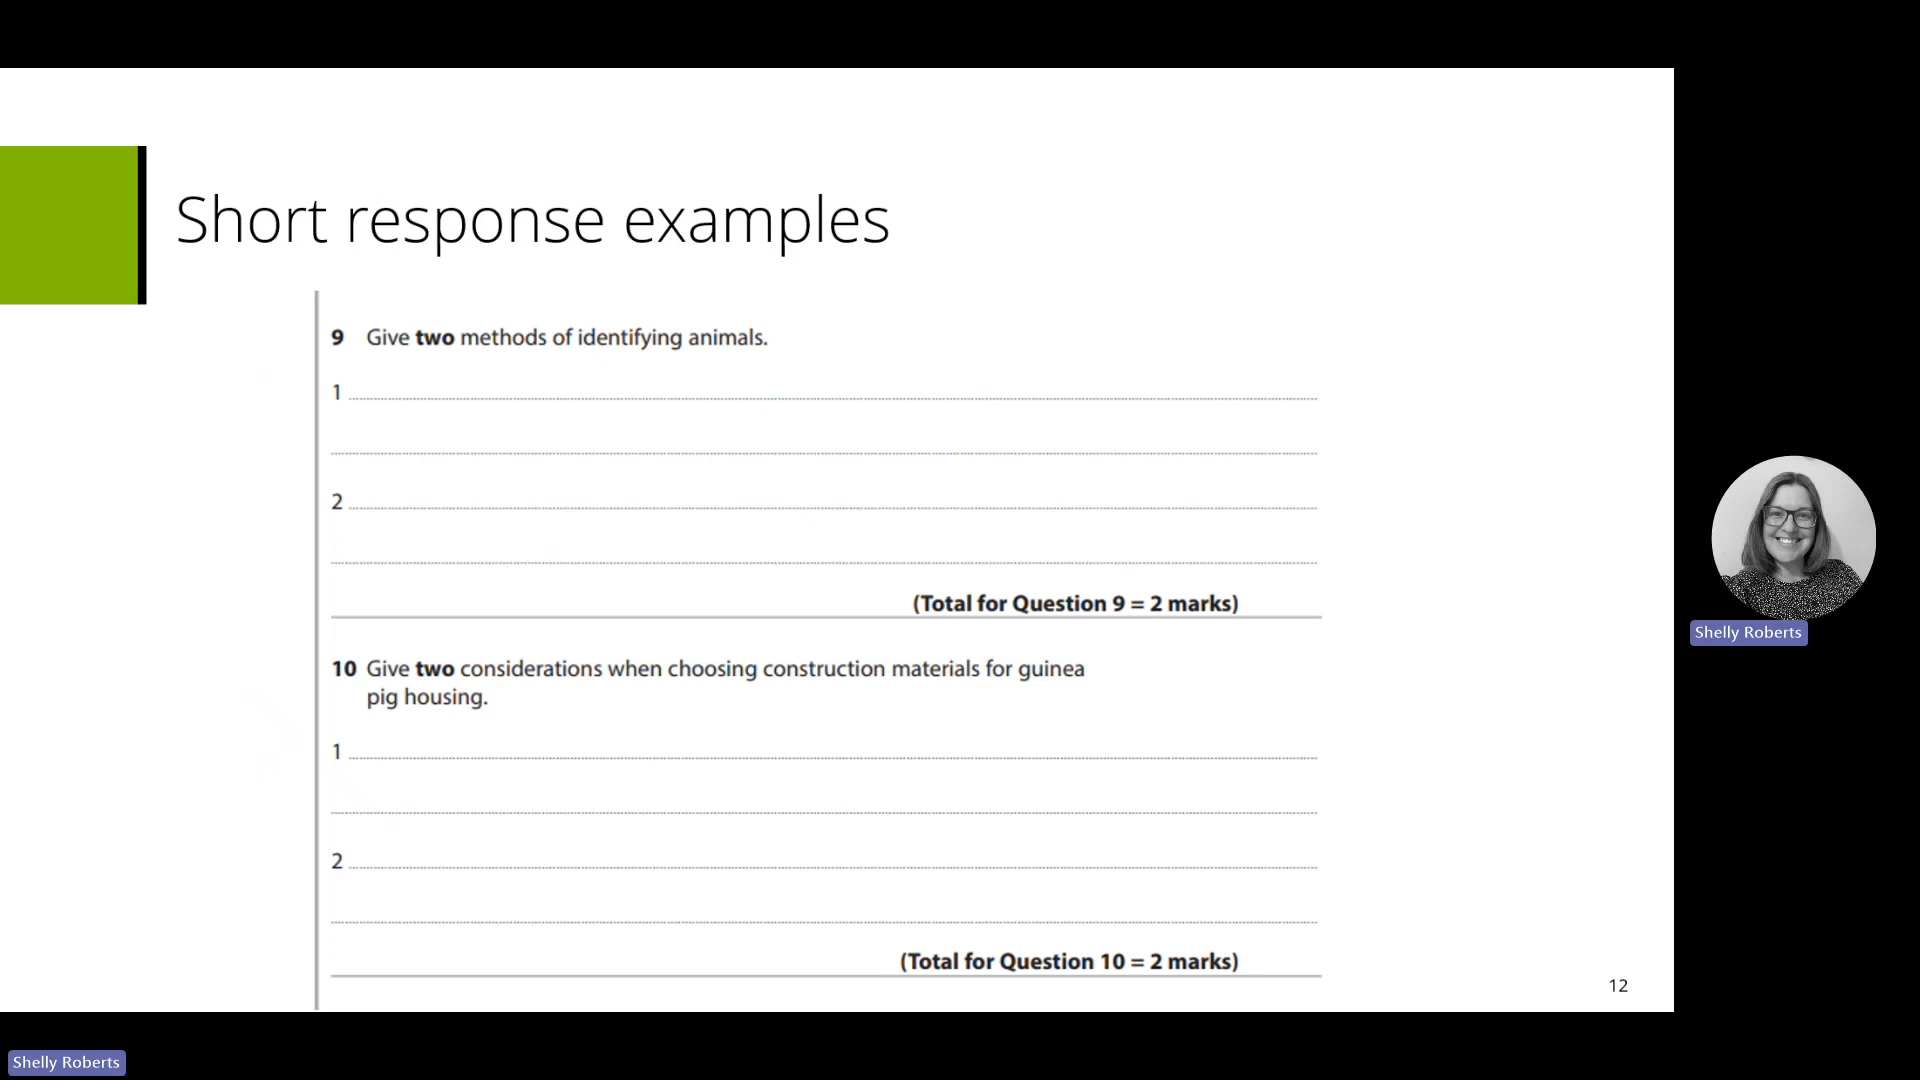 Short response examples
9 Give two methods of identifying animals.
1
2
(Total for Question 9 = 2 marks)
10 Give two considerations when choosing construction materials for guinea
pig housing.
1
2
(Total for Question 10 = 2 marks)
12
Shelly Roberts
Shelly Roberts